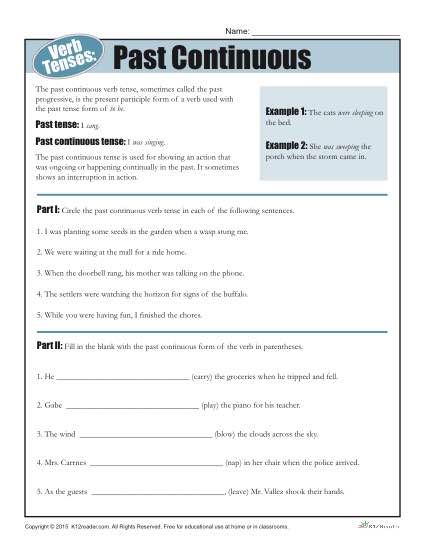 Name:
Verb Tenses:
Past Continuous
The past continuous verb tense, sometimes called the past
progressive, is the present participle form of a verb used with
the past tense form of to be.
Past tense: I sang.
Past continuous tense: I was singing.
The past continuous tense is used for showing an action that
was ongoing or happening continually in the past. It sometimes
shows an interruption in action.
Example 1: The cats were sleeping on
the bed.
Example 2: She was sweeping the
porch when the storm came in.
Part I: Circle the past continuous verb tense in each of the following sentences.
1. I was planting some seeds in the garden when a wasp stung me.
2. We were waiting at the mall for a ride home.
3. When the doorbell rang, his mother was talking on the phone.
4. The settlers were watching the horizon for signs of the buffalo.
5. While you were having fun, I finished the chores.
Part II: Fill in the blank with the past continuous form of the verb in parentheses.
1. He ______________ (carry) the groceries when he tripped and fell.
2. Gabe ______________ (play) the piano for his teacher.
3. The wind ______________ (blow) the clouds across the sky.
4. Mrs. Carrnes ______________ (nap) in her chair when the police arrived.
5. As the guests ______________, (leave) Mr. Vallez shook their hands.
Copyright © 2015 K12reader.com. All Rights Reserved. Free for educational use at home or in classrooms.
K12Reader